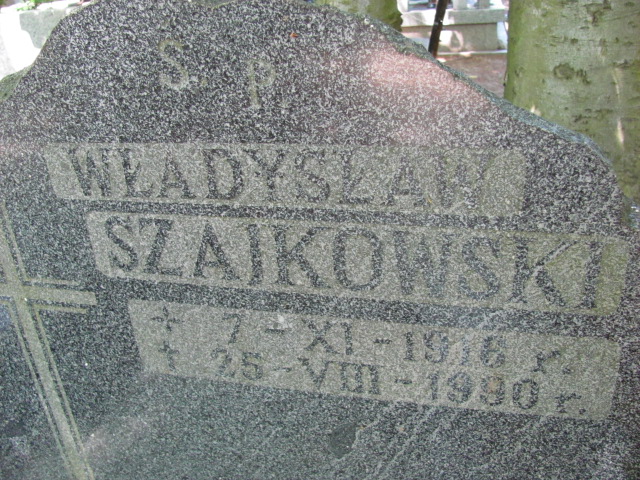 Ś. P.
WŁADYSŁAW
SZAJKOWSKI
* 7-XI-1916 r.
† 25-VIII-1990 r.